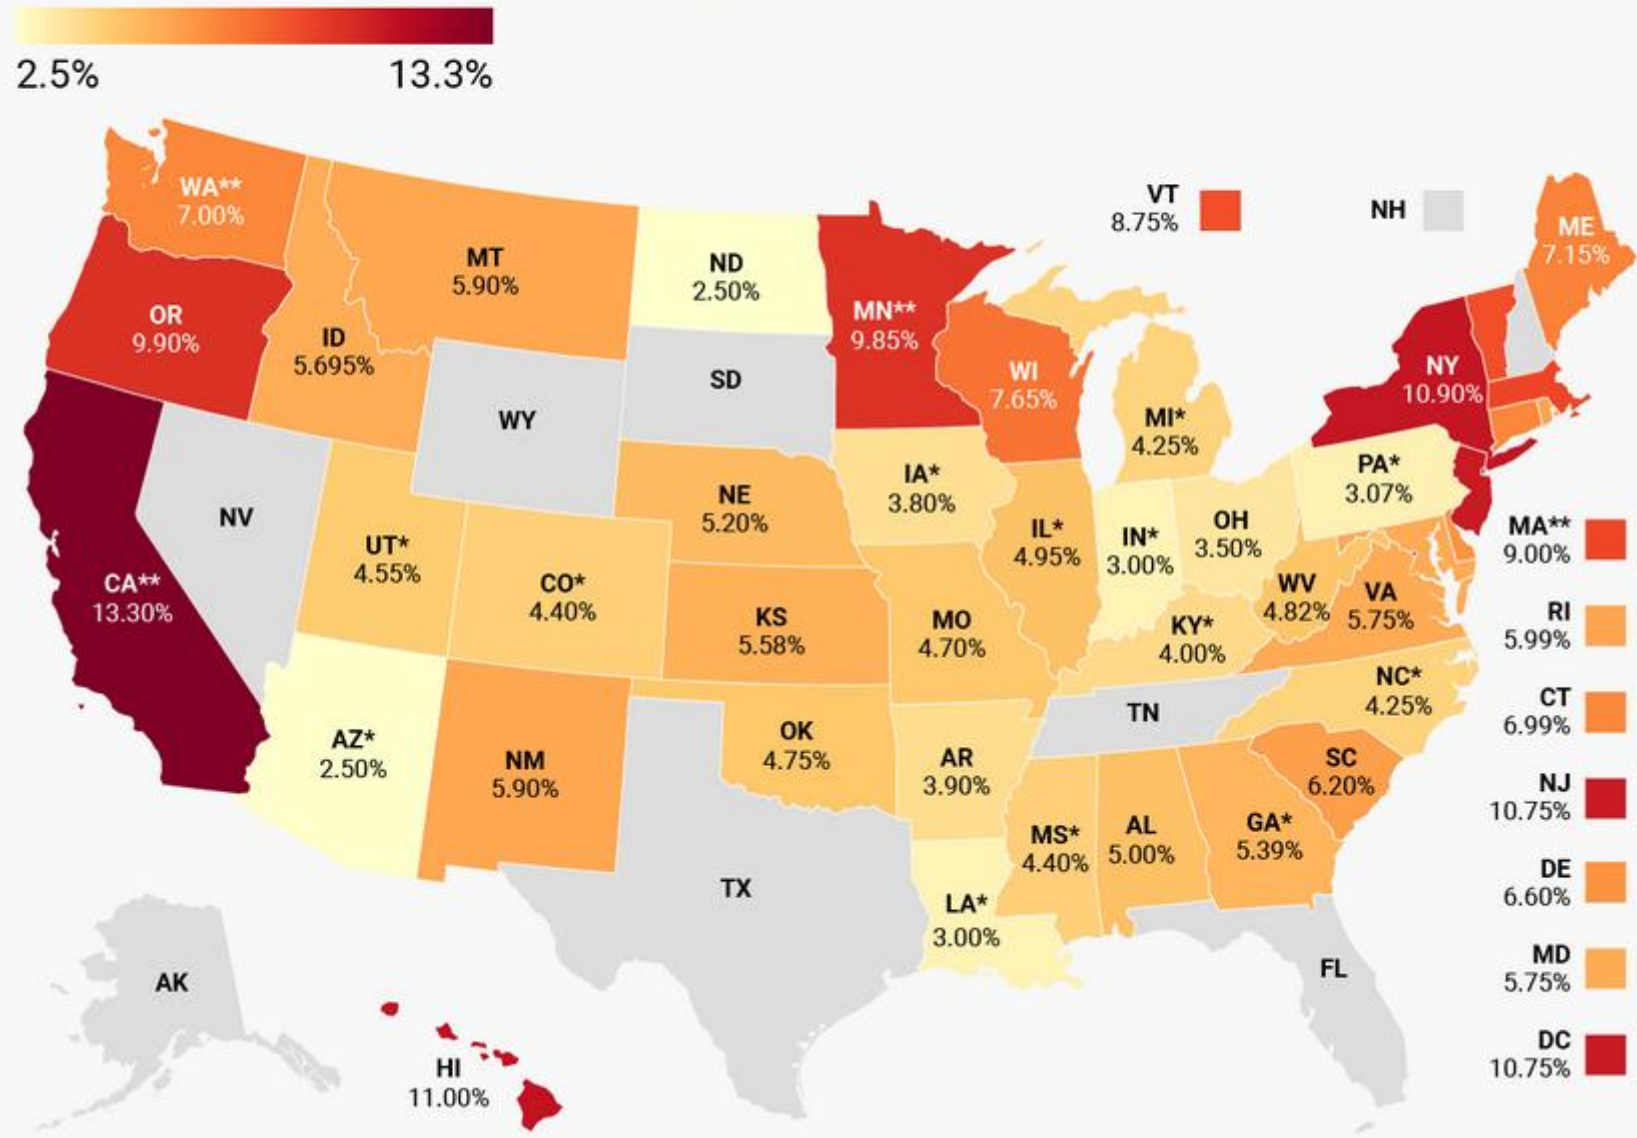 2.5%
13.3%
WA**
7.00%
OR
9.90%
CA**
13.30%
NV
ID
5.695%
MT
5.90%
WY
UT*
4.55%
CO*
4.40%
AZ*
2.50%
NM
5.90%
ND
2.50%
SD
NE
5.20%
KS
5.58%
OK
4.75%
TX
MN**
9.85%
IA*
3.80%
MO
4.70%
AR
3.90%
LA*
3.00%
WI
7.65%
IL*
4.95%
MI*
4.25%
IN*
3.00%
OH
3.50%
KY*
4.00%
TN
MS*
4.40%
AL
5.00%
GA*
5.39%
FL
SC
6.20%
NC*
4.25%
VA
5.75%
WV
4.82%
PA*
3.07%
NY
10.90%
VT
8.75%
NH
ME
7.15%
MA**
9.00%
RI
5.99%
CT
6.99%
NJ
10.75%
DE
6.60%
MD
5.75%
DC
10.75%
AK
HI
11.00%